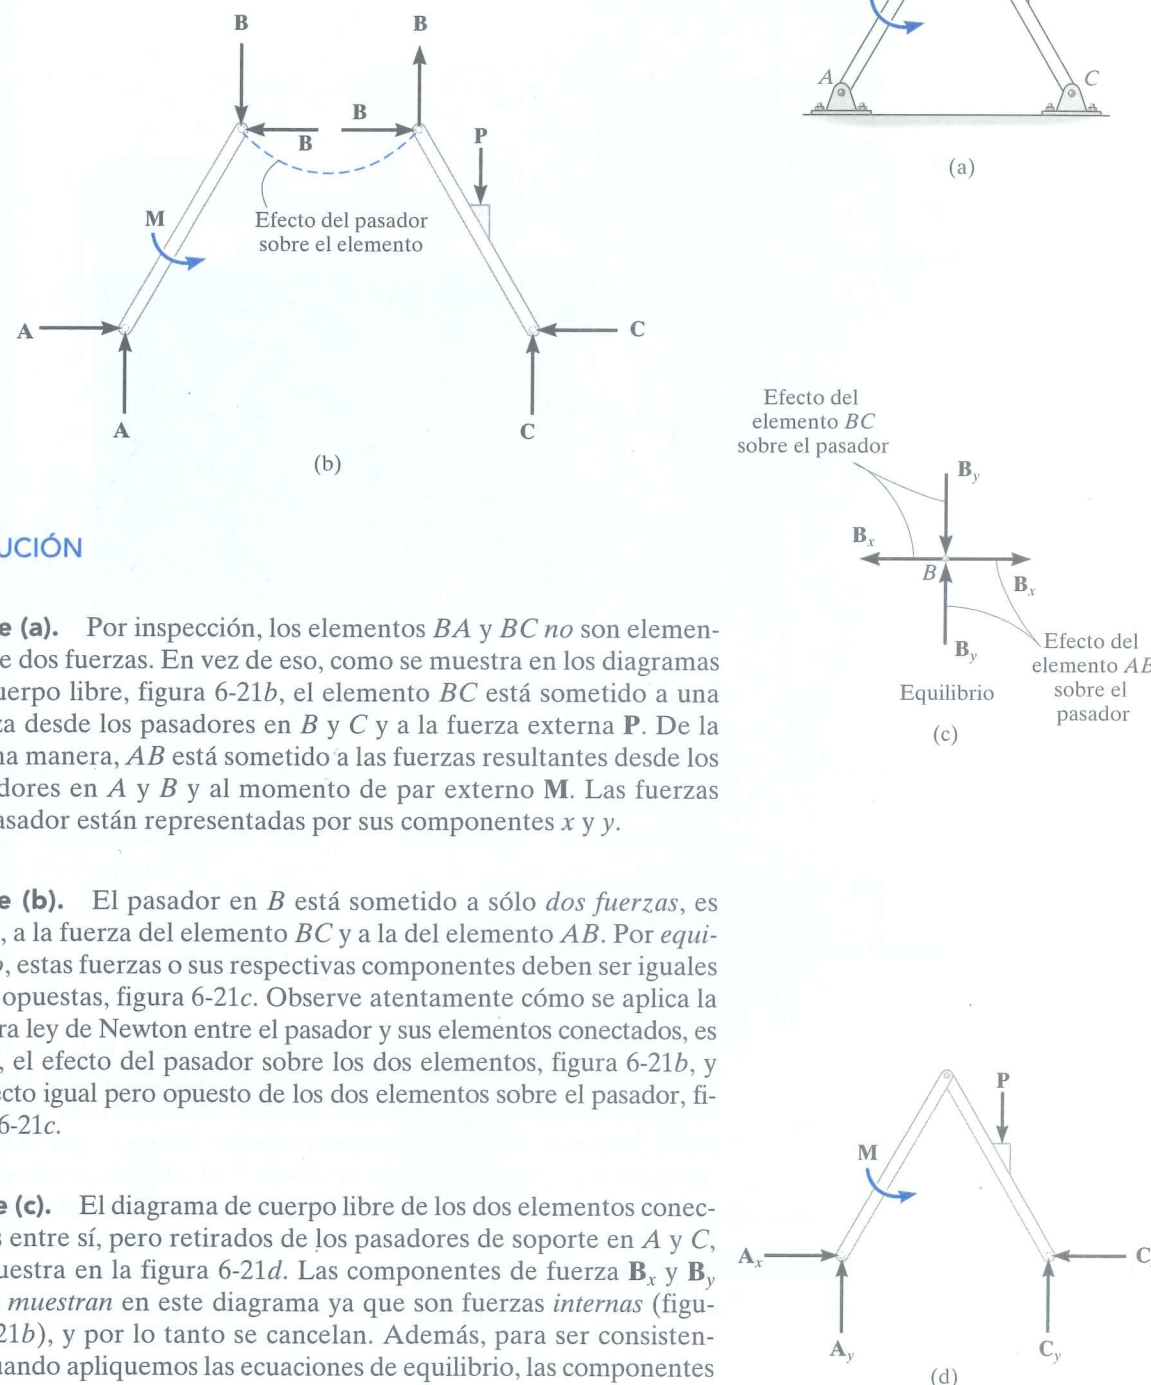 B
B
B
B
P
M
Efecto del pasador
sobre el elemento
A
A
C
C
(b)
A
C
(a)
Efecto del
elemento BC
sobre el pasador
B_y
B_x
B
B_x
B_y
Efecto del
elemento AB
sobre el
pasador
Equilibrio
(c)
UCIÓN
e (a). Por inspección, los elementos BA y BC no son elemen-
e dos fuerzas. En vez de eso, como se muestra en los diagramas
uerpo libre, figura 6-21b, el elemento BC está sometido a una
za desde los pasadores en B y C y a la fuerza externa P. De la
na manera, AB está sometido a las fuerzas resultantes desde los
dores en A y B y al momento de par externo M. Las fuerzas
asador están representadas por sus componentes x y y.
e (b). El pasador en B está sometido a sólo dos fuerzas, es
, a la fuerza del elemento BC y a la del elemento AB. Por equi-
o, estas fuerzas o sus respectivas componentes deben ser iguales
opuestas, figura 6-21c. Observe atentamente cómo se aplica la
ra ley de Newton entre el pasador y sus elementos conectados, es
, el efecto del pasador sobre los dos elementos, figura 6-21b, y
cto igual pero opuesto de los dos elementos sobre el pasador, fi-
6-21c.
e (c). El diagrama de cuerpo libre de los dos elementos conec-
s entre sí, pero retirados de los pasadores de soporte en A y C,
uestra en la figura 6-21d. Las componentes de fuerza B_x y B_y
muestran en este diagrama ya que son fuerzas internas (figu-
21b), y por lo tanto se cancelan. Además, para ser consisten-
uando apliquemos las ecuaciones de equilibrio, las componentes
P
M
A_x
C
A_y
C_y
(d)